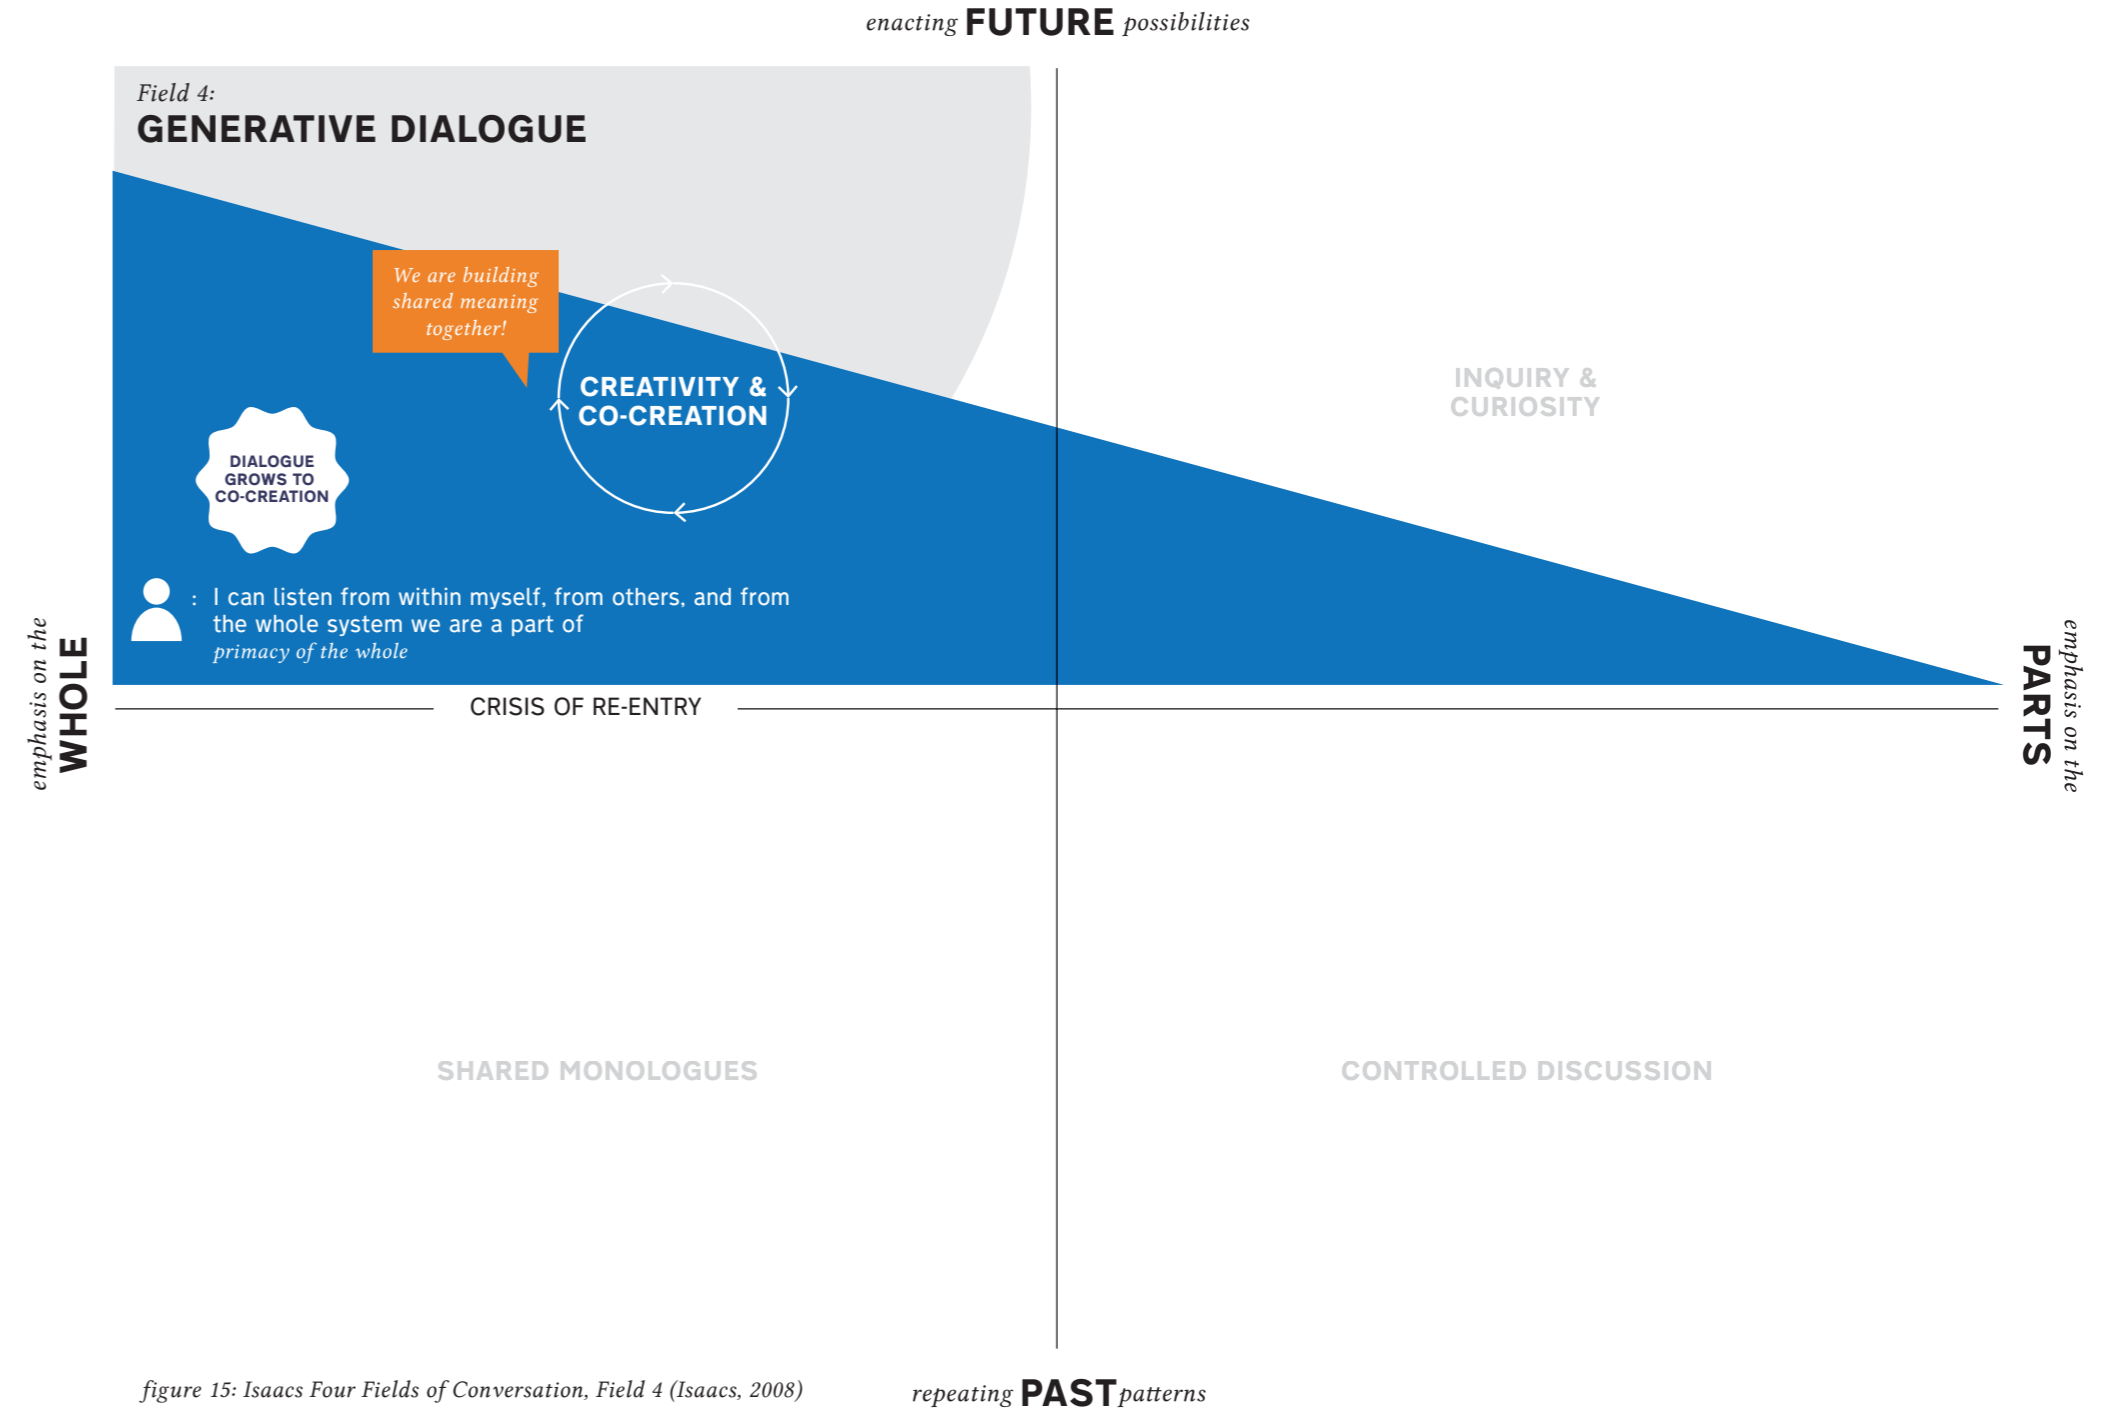 enacting FUTURE possibilities
Field 4:
GENERATIVE DIALOGUE
We are building
shared meaning
together!
CREATIVITY &
CO-CREATION
INQUIRY &
CURIOSITY
DIALOGUE
GROWS TO
CO-CREATION
: I can listen from within myself, from others, and from
the whole system we are a part of
primacy of the whole
emphasis on the
WHOLE
CRISIS OF RE-ENTRY
emphasis on the
PARTS
SHARED MONOLOGUES
CONTROLLED DISCUSSION
figure 15: Isaacs Four Fields of Conversation, Field 4 (Isaacs, 2008)
repeating PAST patterns